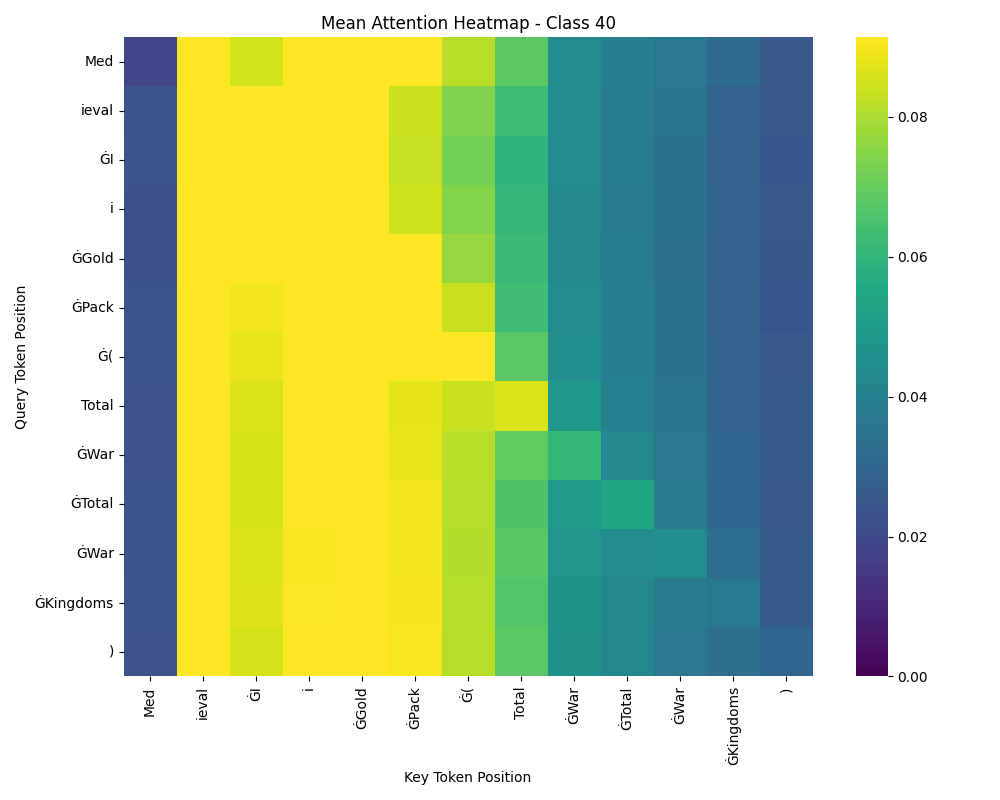 Mean Attention Heatmap - Class 40
Query Token Position
Med
ieval
ĠI
i
ĠGold
ĠPack
Ġ(
Total
ĠWar
ĠTotal
ĠWar
ĠKingdoms
)
Med
ieval
ĠI
i
ĠGold
ĠPack
Ġ(
Total
ĠWar
ĠTotal
ĠWar
ĠKingdoms
)
Key Token Position
0.08
0.06
0.04
0.02
0.00